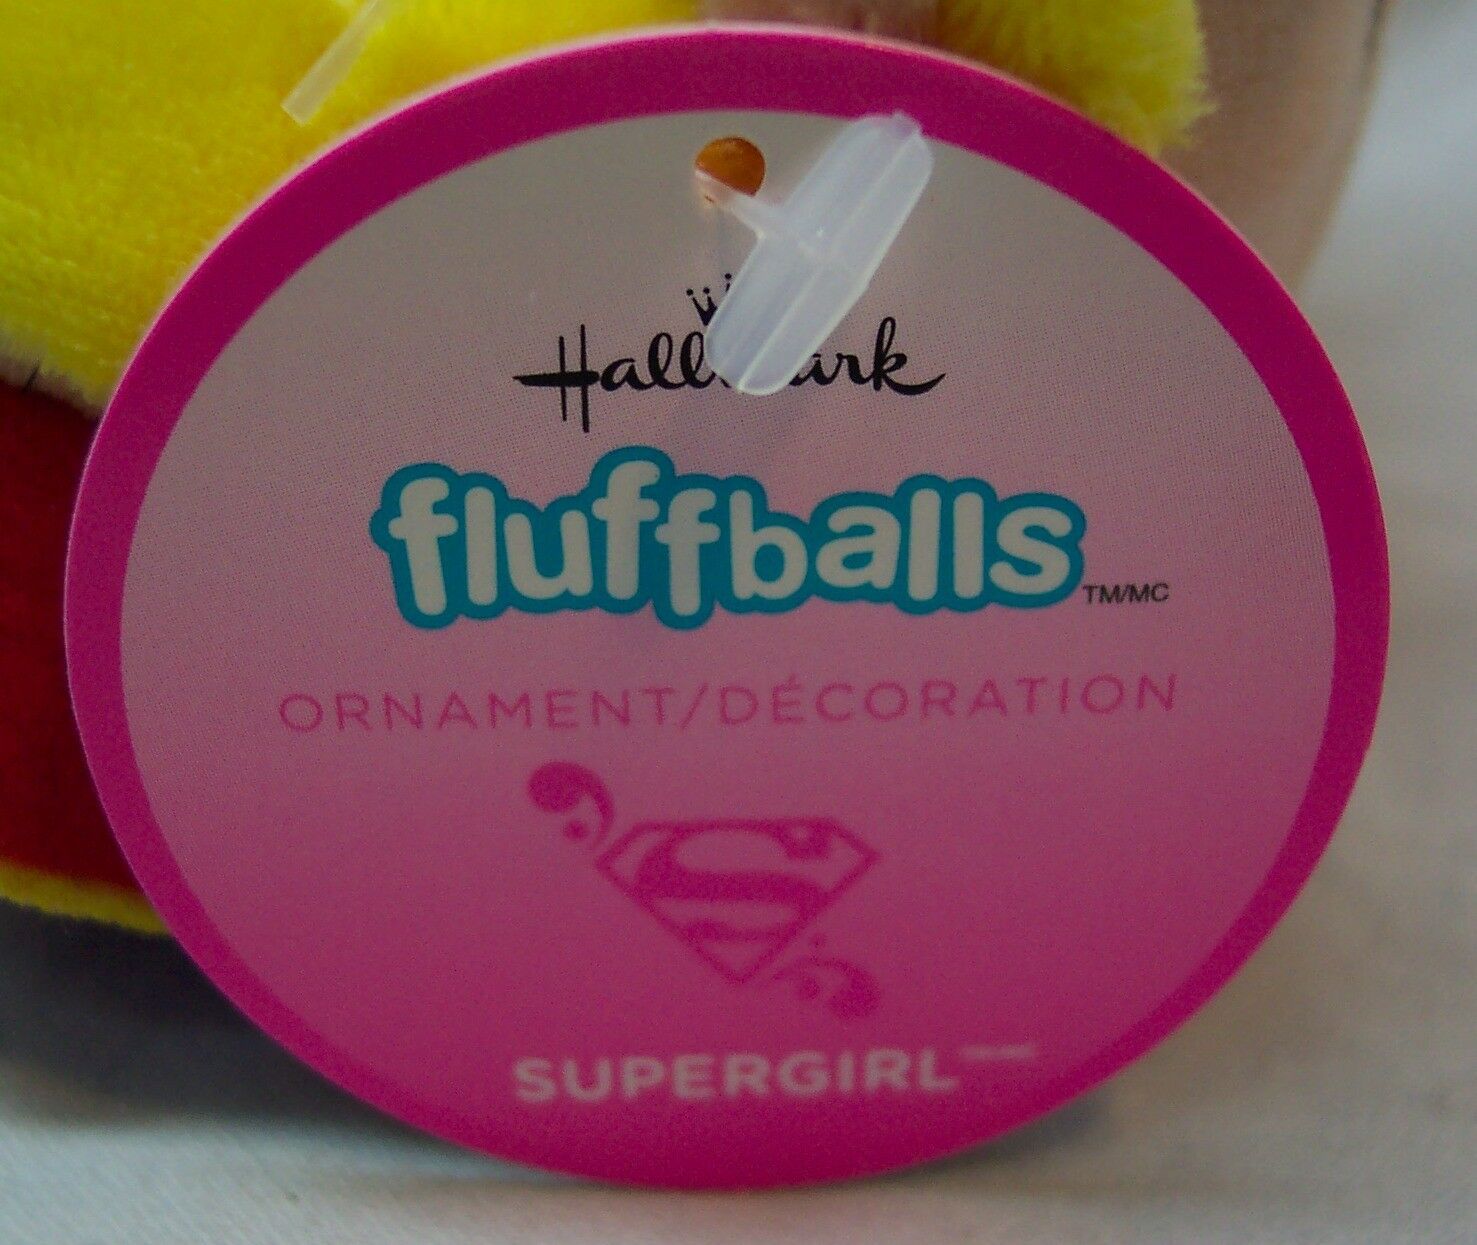 Hallmark
fluffballs TM/MC
ORNAMENT/DÉCORATION
S
SUPERGIRL